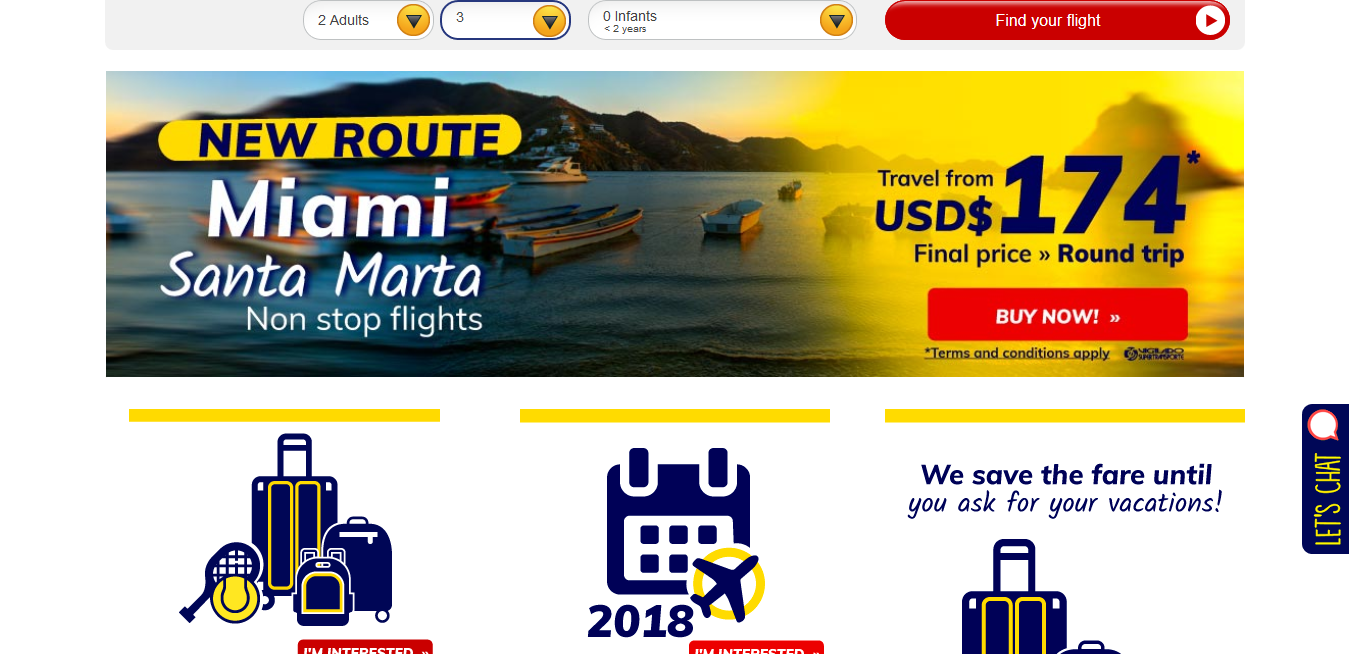 2 Adults
3
0 Infants
< 2 years
Find your flight
NEW ROUTE
Miami
Santa Marta
Non stop flights
Travel from
USD$174*
Final price » Round trip
BUY NOW! »
*Terms and conditions apply
VIGILADO
SUPERTRANSPORTE
LET'S CHAT
We save the fare until
you ask for your vacations!
2018
I'M INTERESTED »
I'M INTERESTED »